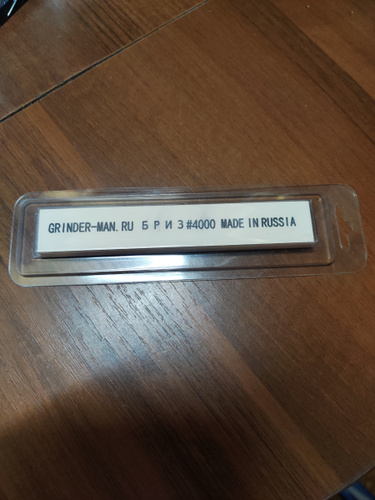 GRINDER-MAN.RU БРИЗ #4000 MADE IN RUSSIA